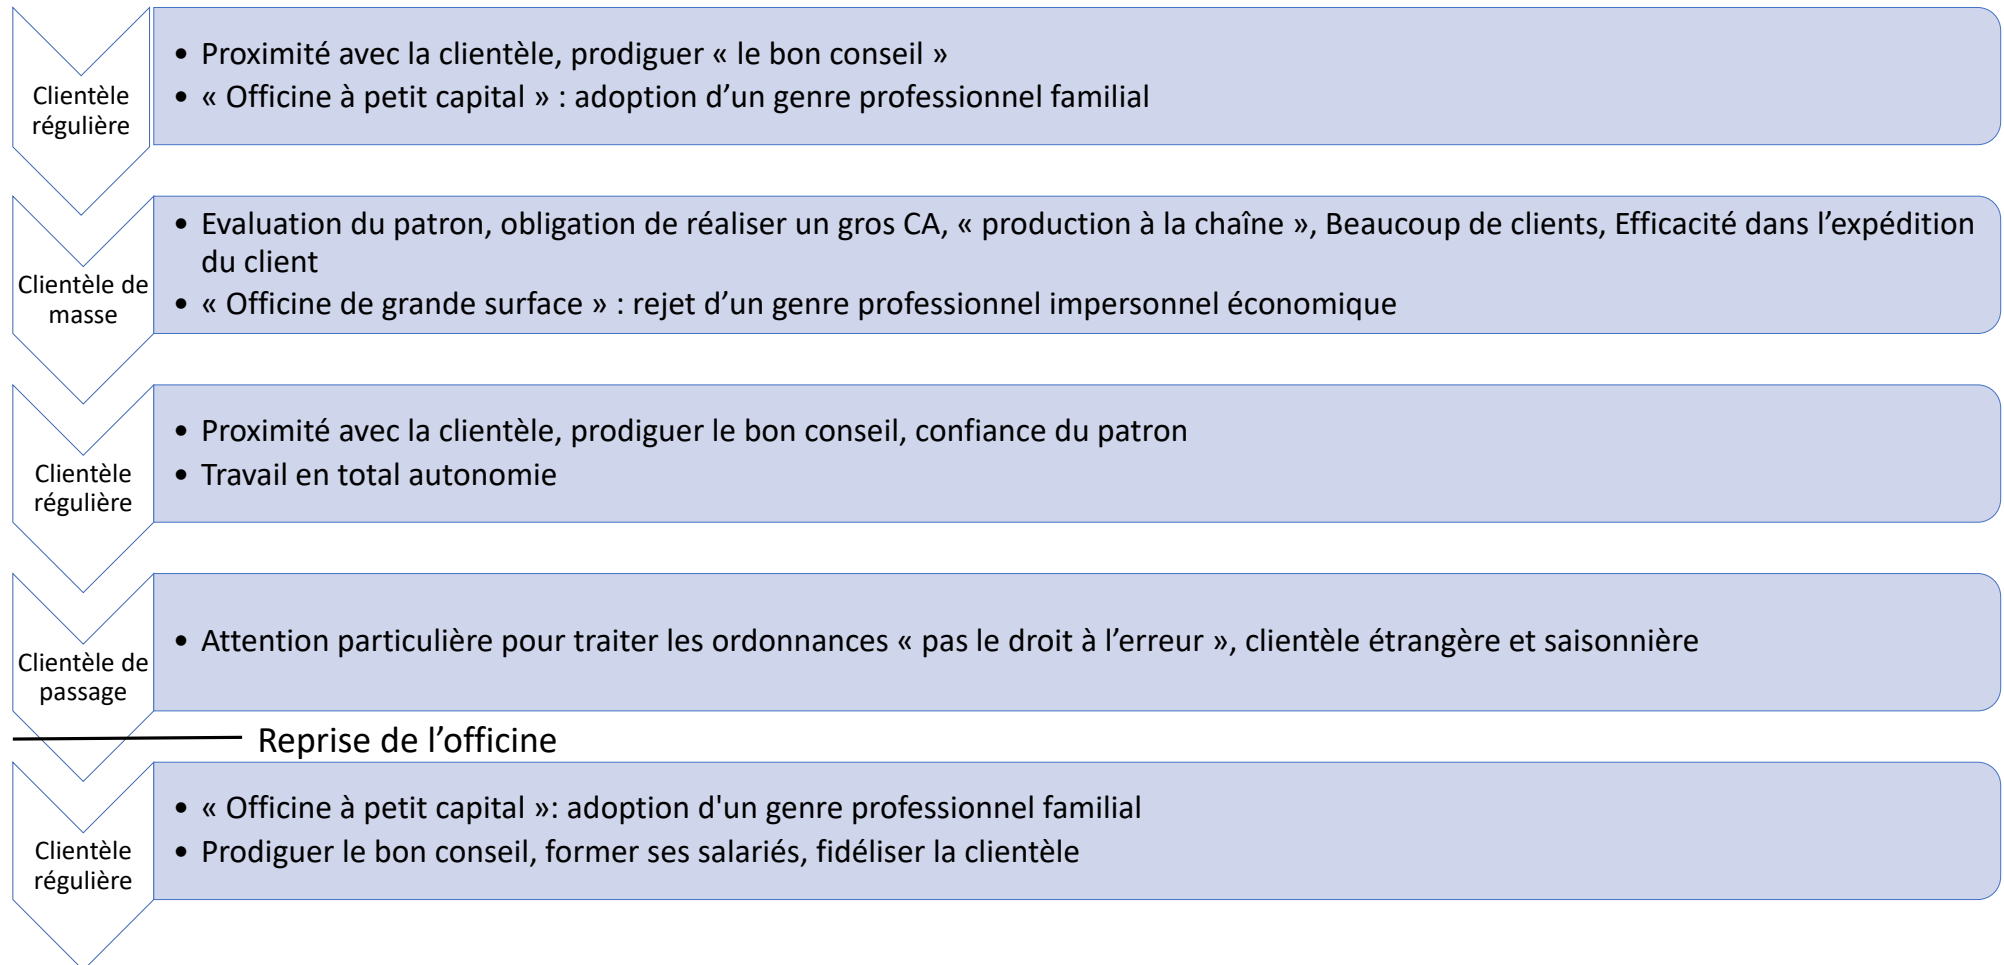 Clientèle
régulière
• Proximité avec la clientèle, prodiguer « le bon conseil »
• « Officine à petit capital » : adoption d’un genre professionnel familial
Clientèle de
masse
• Evaluation du patron, obligation de réaliser un gros CA, « production à la chaîne », Beaucoup de clients, Efficacité dans l’expédition
du client
• « Officine de grande surface » : rejet d’un genre professionnel impersonnel économique
Clientèle
régulière
• Proximité avec la clientèle, prodiguer le bon conseil, confiance du patron
• Travail en total autonomie
Clientèle de
passage
• Attention particulière pour traiter les ordonnances « pas le droit à l’erreur », clientèle étrangère et saisonnière
Reprise de l’officine
Clientèle
régulière
• « Officine à petit capital »: adoption d'un genre professionnel familial
• Prodiguer le bon conseil, former ses salariés, fidéliser la clientèle